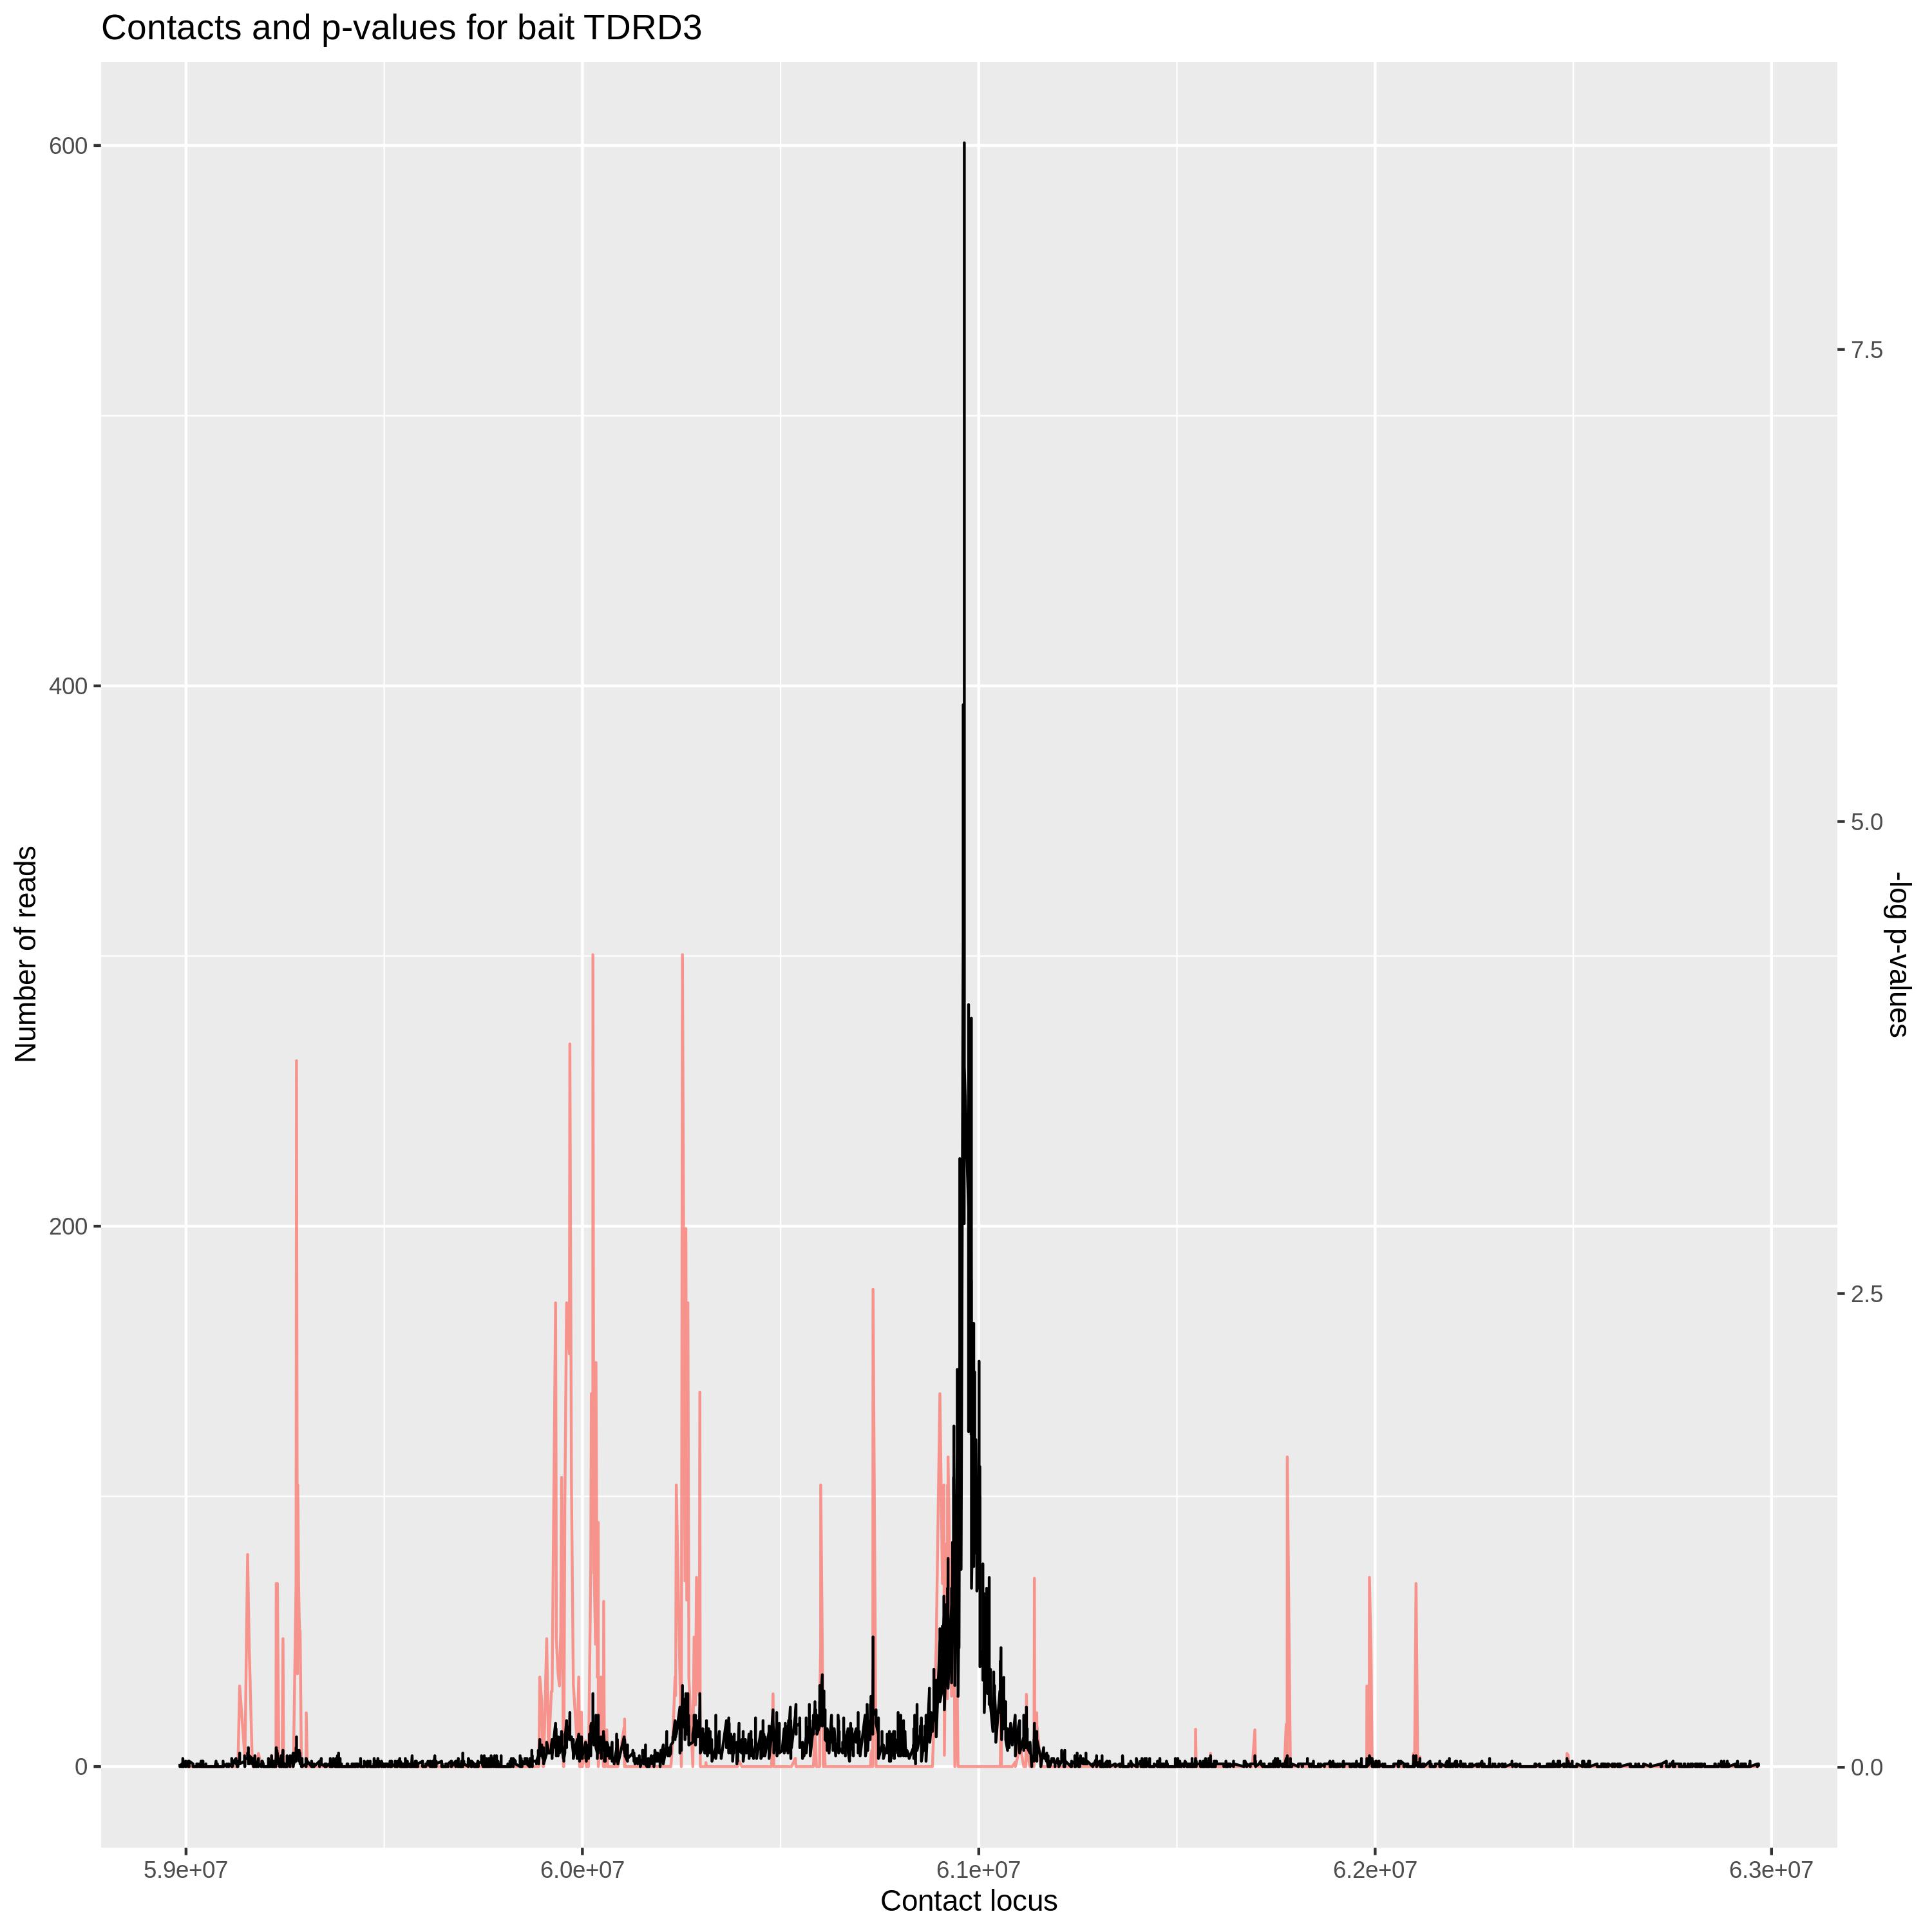 Contacts and p-values for bait TDRD3
600
400
200
0
Number of reads
7.5
5.0
2.5
0.0
-log p-values
5.9e+07 6.0e+07 6.1e+07 6.2e+07 6.3e+07
Contact locus